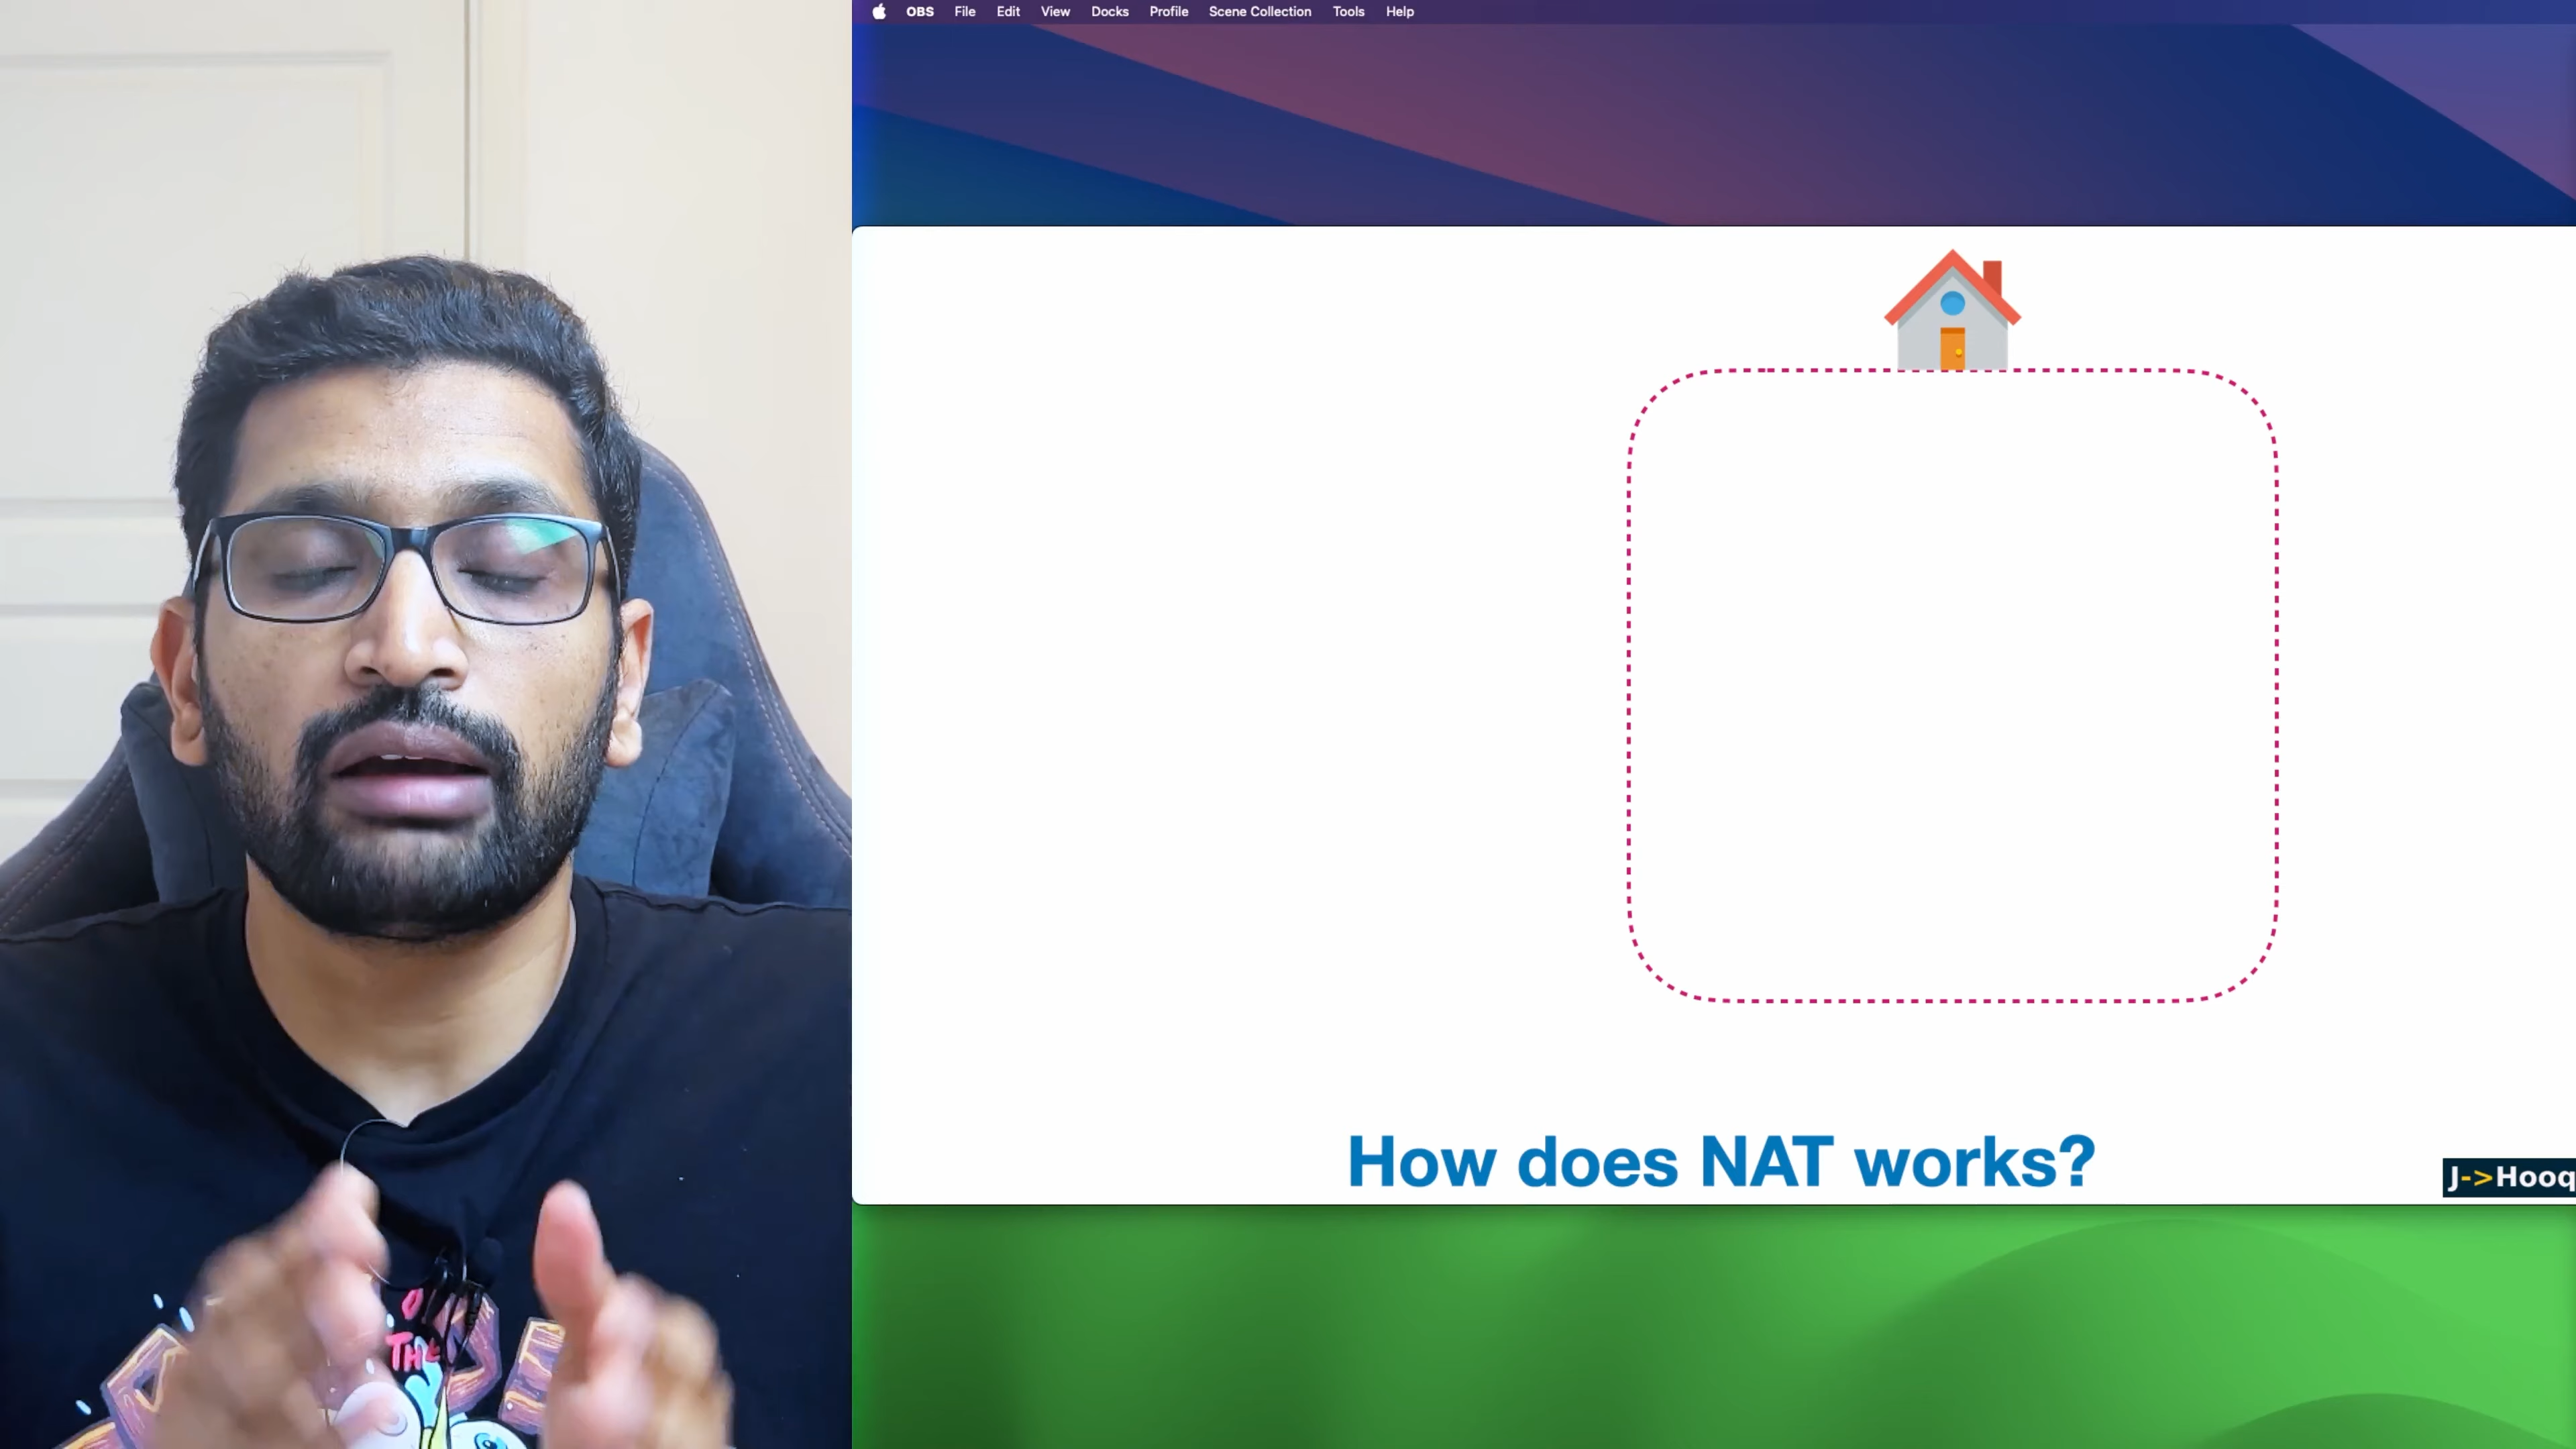 OBS File Edit View Docks Profile Scene Collection Tools Help
How does NAT works?
J->Hooq
THE